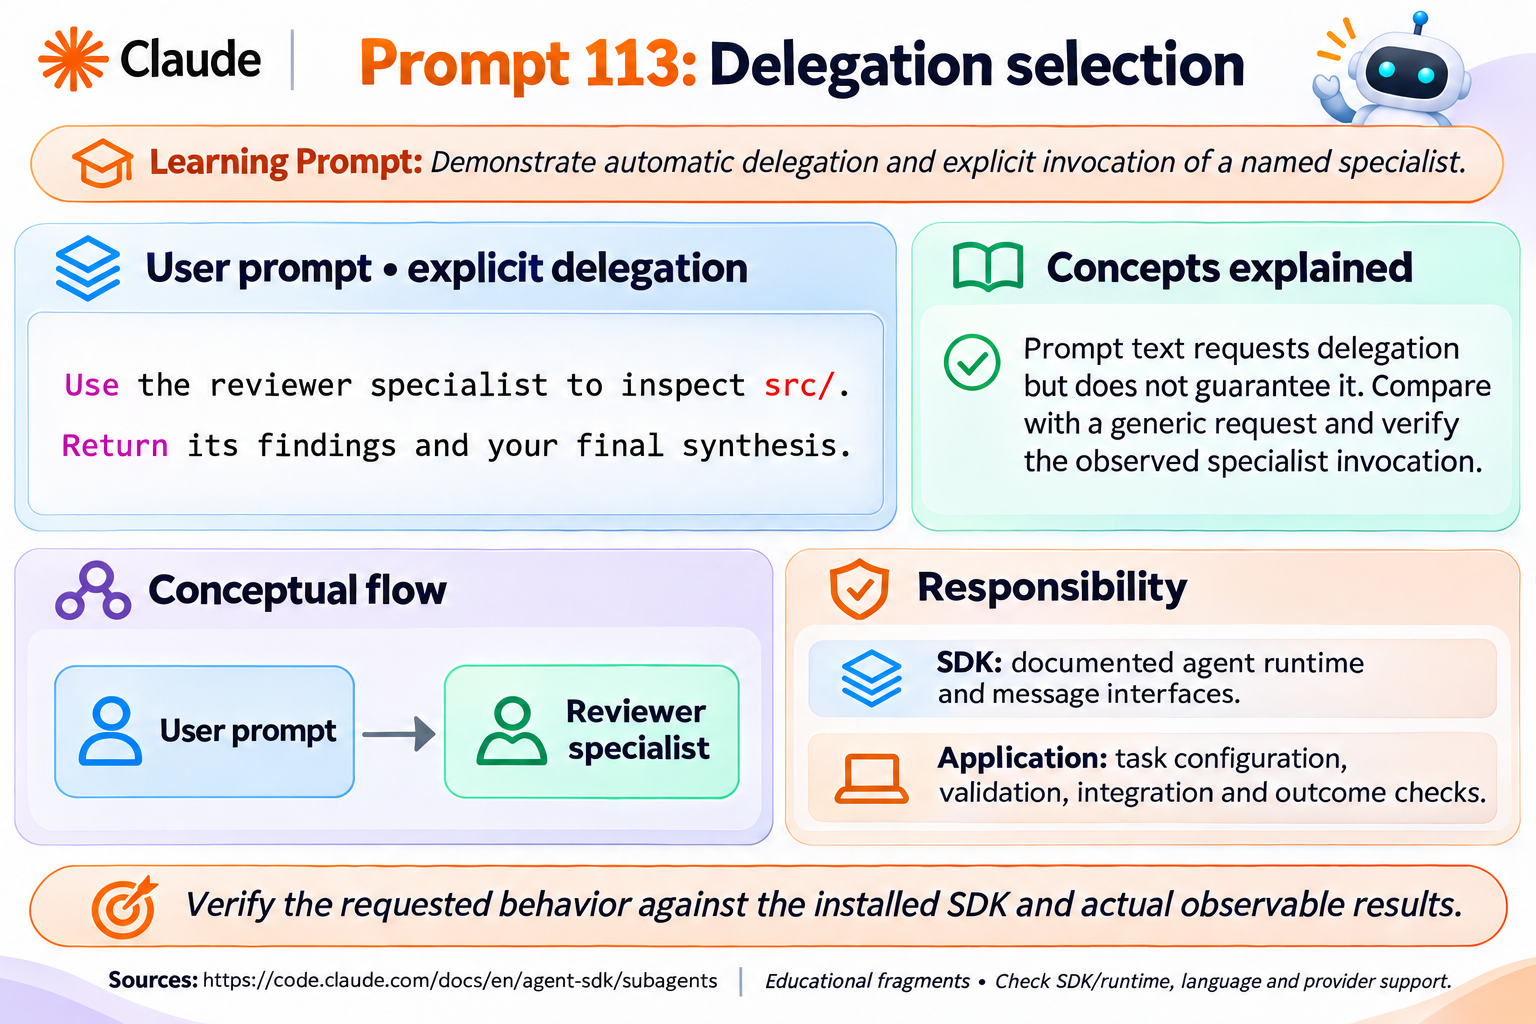 Claude
Prompt 113: Delegation selection
Learning Prompt: Demonstrate automatic delegation and explicit invocation of a named specialist.
User prompt • explicit delegation
Use the reviewer specialist to inspect src/.
Return its findings and your final synthesis.
Concepts explained
Prompt text requests delegation
but does not guarantee it. Compare
with a generic request and verify
the observed specialist invocation.
Conceptual flow
User prompt
Reviewer
specialist
Responsibility
SDK: documented agent runtime
and message interfaces.
Application: task configuration,
validation, integration and outcome checks.
Verify the requested behavior against the installed SDK and actual observable results.
Sources: https://code.claude.com/docs/en/agent-sdk/subagents
Educational fragments • Check SDK/runtime, language and provider support.